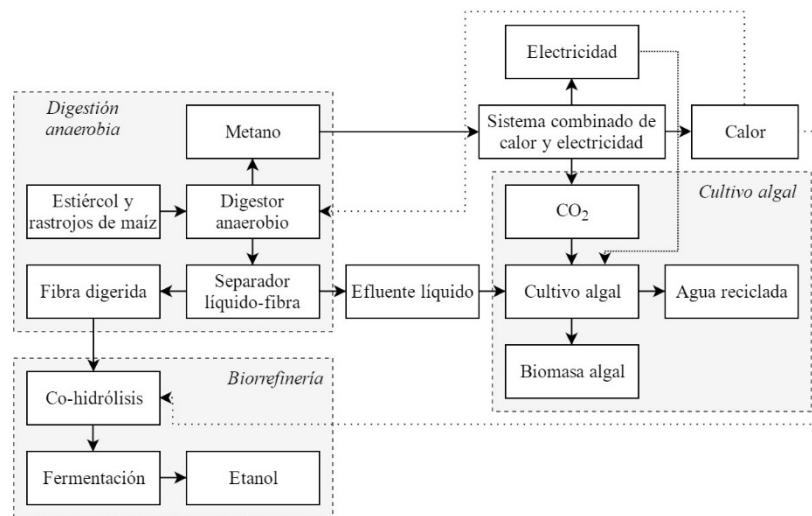 Electricidad
Digestión
anaerobia
Metano
Sistema combinado de
calor y electricidad
Calor
Estiércol y
rastrojos de maíz
Digestor
anaerobio
CO₂
Cultivo algal
Fibra digerida
Separador
líquido-fibra
Efluente líquido
Cultivo algal
Agua reciclada
Biorrefinería
Biomasa algal
Co-hidrólisis
Fermentación
Etanol